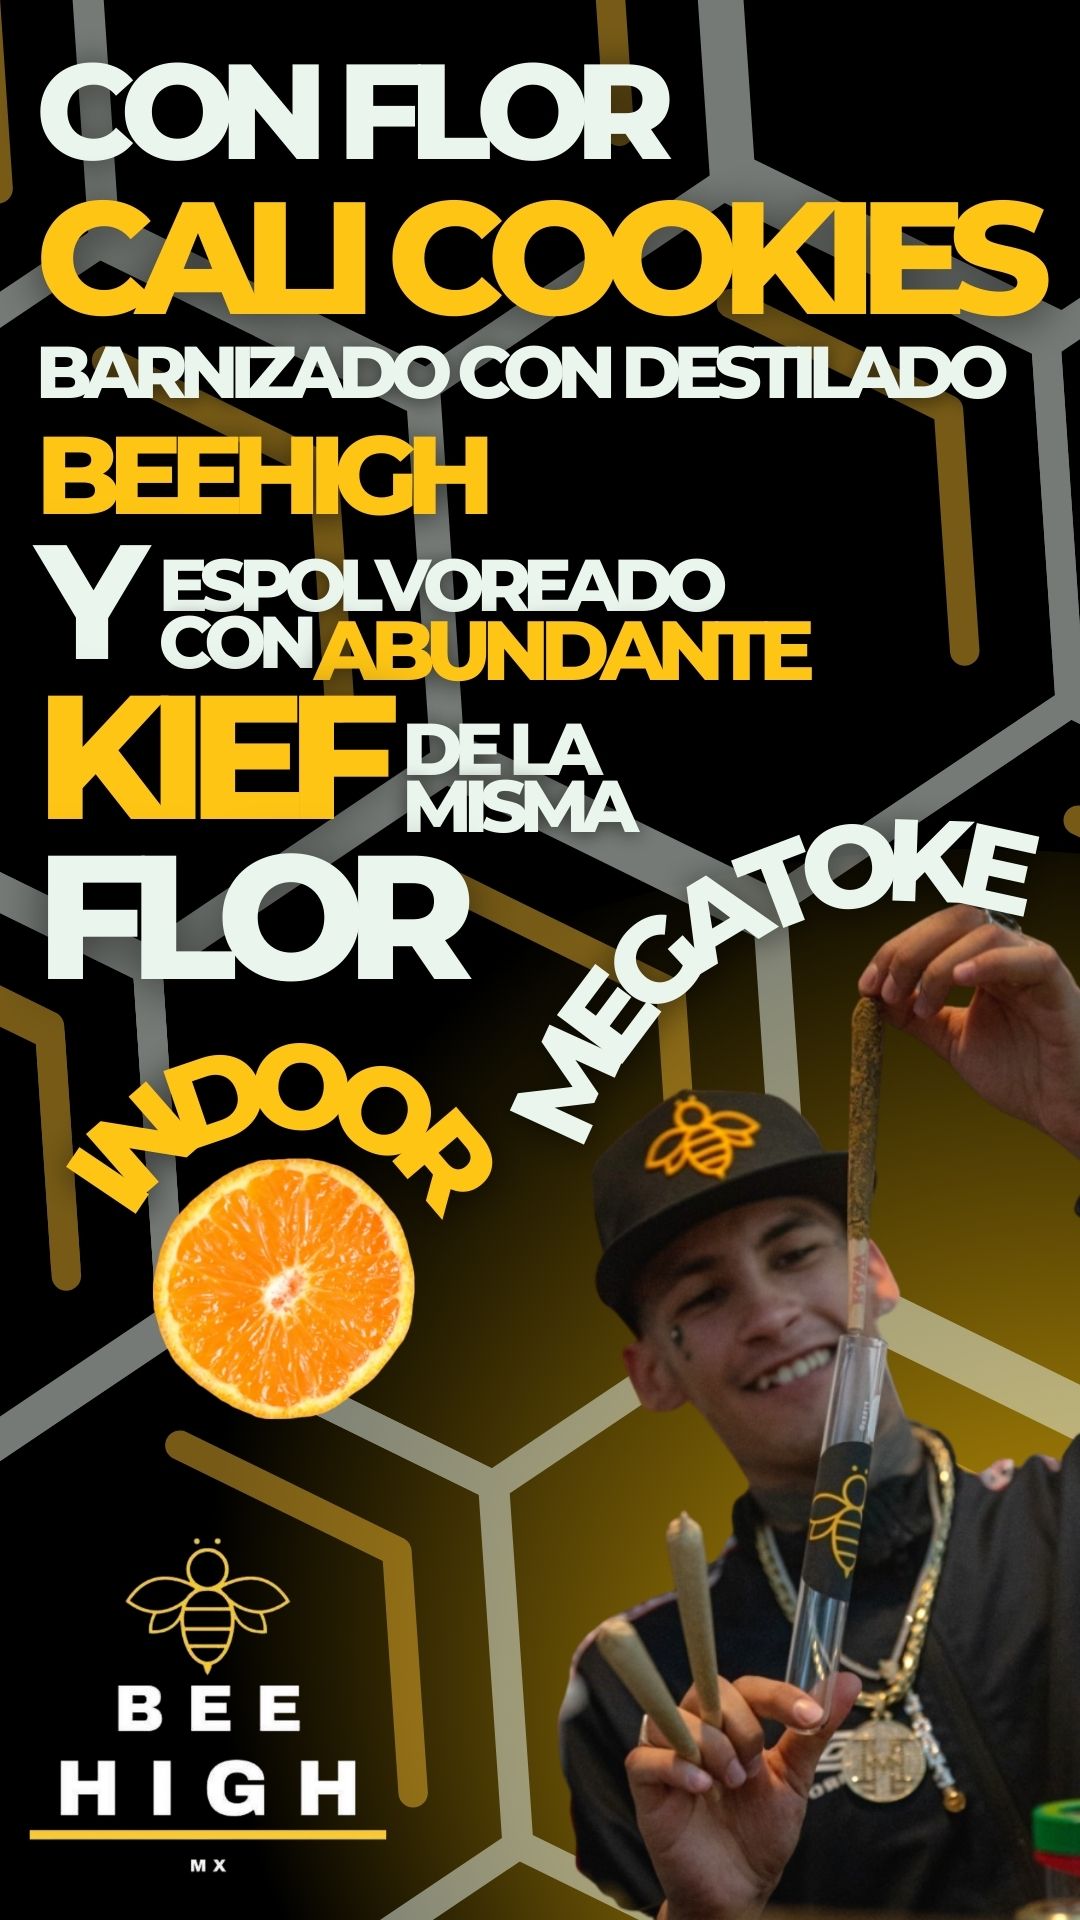 CON FLOR
CALI COOKIES
BARNIZADO CON DESTILADO
BEEHIGH
Y ESPOLVOREADO
CON ABUNDANTE
KIEF DE LA
MISMA
FLOR
MEGATOKE
INDOOR
BEE
HIGH
MX